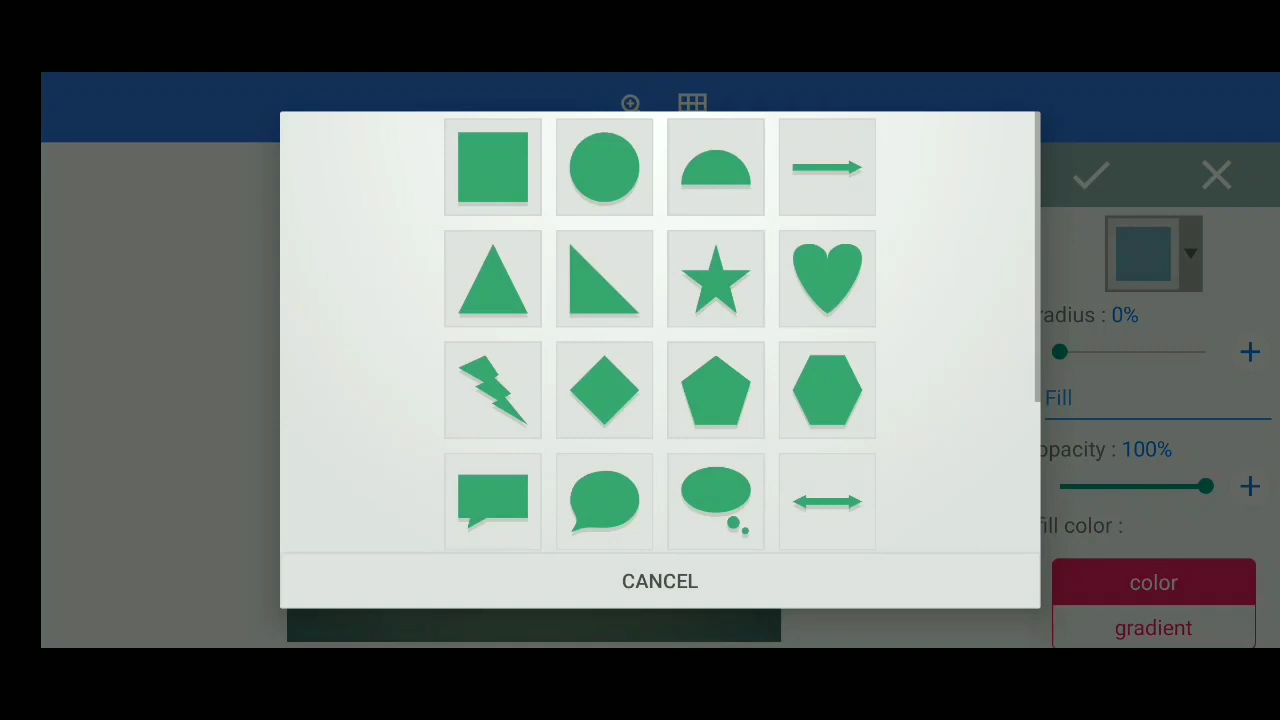 radius : 0%
Fill
opacity : 100%
fill color :
color
gradient
CANCEL